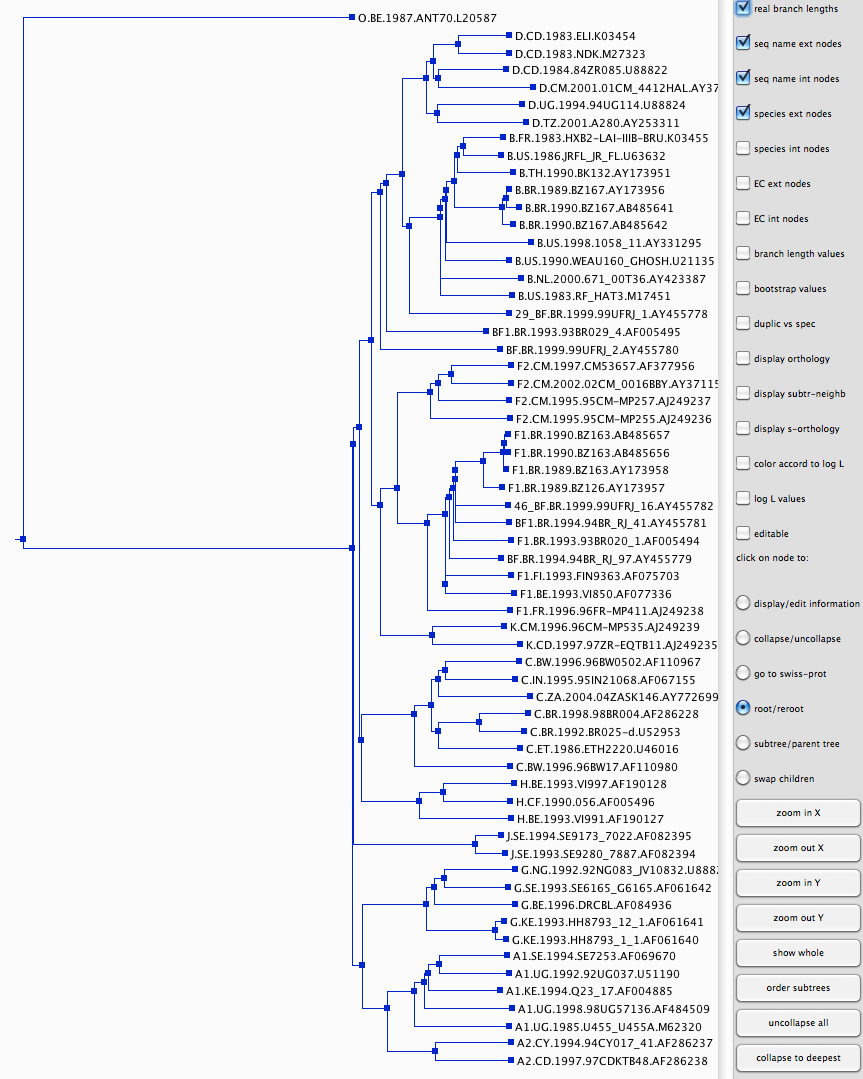 O.BE.1987.ANT70.L20587
D.CD.1983.ELI.K03454
D.CD.1983.NDK.M27323
D.CD.1984.84ZR085.U88822
D.CM.2001.01CM_4412HAL.AY37
D.UG.1994.94UG114.U88824
D.TZ.2001.A280.AY253311
B.FR.1983.HXB2-LAI-IIIB-BRU.K03455
B.US.1986.JRFL_JR_FL.U63632
B.TH.1990.BK132.AY173951
B.BR.1989.BZ167.AY173956
B.BR.1990.BZ167.AB485641
B.BR.1990.BZ167.AB485642
B.US.1998.1058_11.AY331295
B.US.1990.WEAU160_GHOSH.U21135
B.NL.2000.671_00T36.AY423387
B.US.1983.RF_HAT3.M17451
29_BF.BR.1999.99UFRJ_1.AY455778
BF1.BR.1993.93BR029_4.AF005495
BF.BR.1999.99UFRJ_2.AY455780
F2.CM.1997.CM53657.AF377956
F2.CM.2002.02CM_0016BBY.AY37115
F2.CM.1995.95CM-MP257.AJ249237
F2.CM.1995.95CM-MP255.AJ249236
F1.BR.1990.BZ163.AB485657
F1.BR.1990.BZ163.AB485656
F1.BR.1989.BZ163.AY173958
F1.BR.1989.BZ126.AY173957
46_BF.BR.1999.99UFRJ_16.AY455782
BF1.BR.1994.94BR_RJ_41.AY455781
F1.BR.1993.93BR020_1.AF005494
BF.BR.1994.94BR_RJ_97.AY455779
F1.FI.1993.FIN9363.AF075703
F1.BE.1993.VI850.AF077336
F1.FR.1996.96FR-MP411.AJ249238
K.CM.1996.96CM-MP535.AJ249239
K.CD.1997.97ZR-EQTB11.AJ249235
C.BW.1996.96BW0502.AF110967
C.IN.1995.95IN21068.AF067155
C.ZA.2004.04ZASK146.AY772699
C.BR.1998.98BR004.AF286228
C.BR.1992.BR025-d.U52953
C.ET.1986.ETH2220.U46016
C.BW.1996.96BW17.AF110980
H.BE.1993.VI997.AF190128
H.CF.1990.056.AF005496
H.BE.1993.VI991.AF190127
J.SE.1994.SE9173_7022.AF082395
J.SE.1993.SE9280_7887.AF082394
G.NG.1992.92NG083_JV10832.U888
G.SE.1993.SE6165_G6165.AF061642
G.BE.1996.DRCBL.AF084936
G.KE.1993.HH8793_12_1.AF061641
G.KE.1993.HH8793_1_1.AF061640
A1.SE.1994.SE7253.AF069670
A1.UG.1992.92UG037.U51190
A1.KE.1994.Q23_17.AF004885
A1.UG.1998.98UG57136.AF484509
A1.UG.1985.U455_U455A.M62320
A2.CY.1994.94CY017_41.AF286237
A2.CD.1997.97CDKTB48.AF286238
real branch lengths
seq name ext nodes
seq name int nodes
species ext nodes
species int nodes
EC ext nodes
EC int nodes
branch length values
bootstrap values
duplic vs spec
display orthology
display subtr-neighb
display s-orthology
color accord to log L
log L values
editable
click on node to:
display/edit information
collapse/uncollapse
go to swiss-prot
root/reroot
subtree/parent tree
swap children
zoom in X
zoom out X
zoom in Y
zoom out Y
show whole
order subtrees
uncollapse all
collapse to deepest